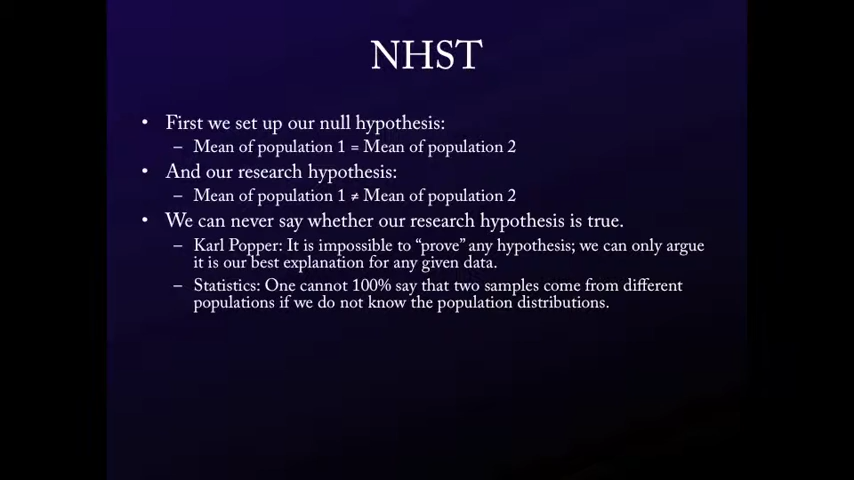 NHST
• First we set up our null hypothesis:
– Mean of population 1 = Mean of population 2
• And our research hypothesis:
– Mean of population 1 ≠ Mean of population 2
• We can never say whether our research hypothesis is true.
– Karl Popper: It is impossible to “prove” any hypothesis; we can only argue
it is our best explanation for any given data.
– Statistics: One cannot 100% say that two samples come from different
populations if we do not know the population distributions.